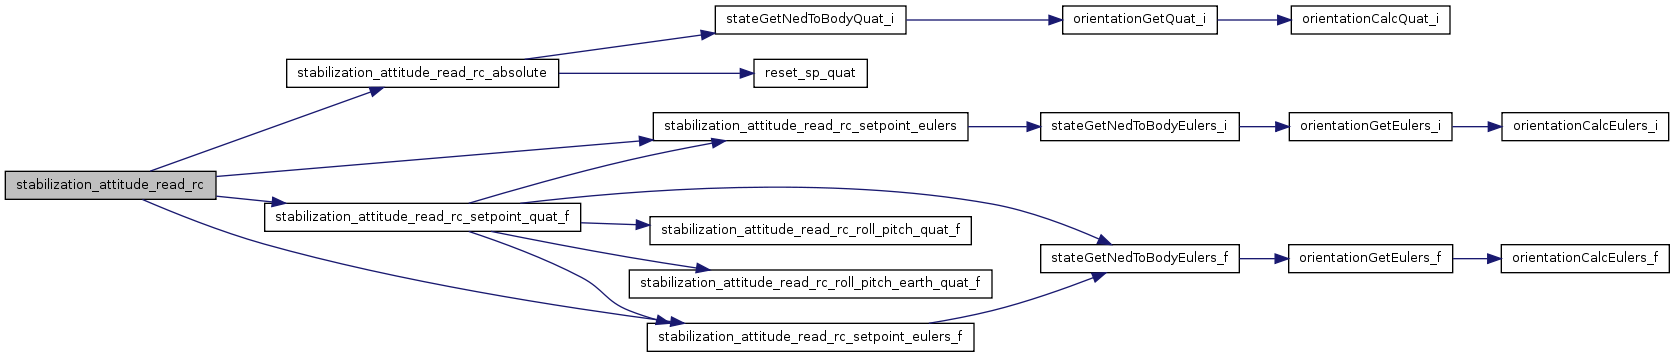 stateGetNedToBodyQuat_i
orientationGetQuat_i
orientationCalcQuat_i
stabilization_attitude_read_rc_absolute
reset_sp_quat
stabilization_attitude_read_rc_setpoint_eulers
stateGetNedToBodyEulers_i
orientationGetEulers_i
orientationCalcEulers_i
stabilization_attitude_read_rc
stabilization_attitude_read_rc_setpoint_quat_f
stabilization_attitude_read_rc_roll_pitch_quat_f
stateGetNedToBodyEulers_f
orientationGetEulers_f
orientationCalcEulers_f
stabilization_attitude_read_rc_roll_pitch_earth_quat_f
stabilization_attitude_read_rc_setpoint_eulers_f